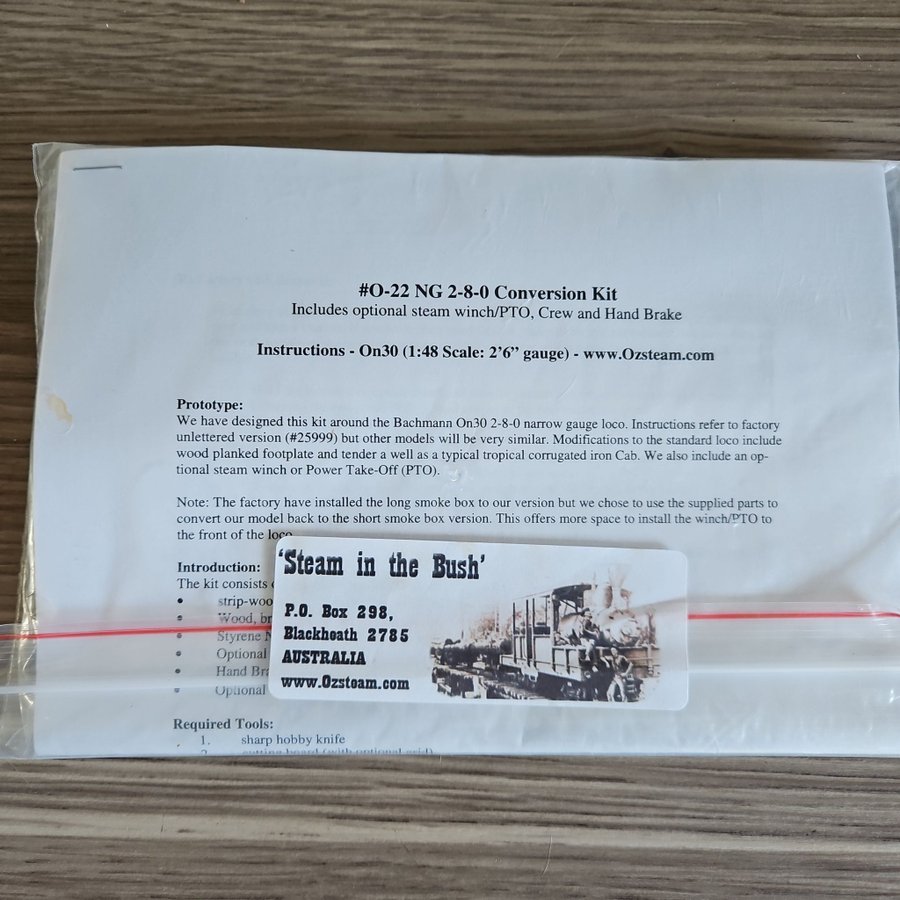 #O-22 NG 2-8-0 Conversion Kit
Includes optional steam winch/PTO, Crew and Hand Brake
Instructions - On30 (1:48 Scale: 2'6" gauge) - www.Ozsteam.com
Prototype:
We have designed this kit around the Bachmann On30 2-8-0 narrow gauge loco. Instructions refer to factory
unlettered version (#25999) but other models will be very similar. Modifications to the standard loco include
wood planked footplate and tender a well as a typical tropical corrugated iron Cab. We also include an op-
tional steam winch or Power Take-Off (PTO).
Note: The factory have installed the long smoke box to our version but we chose to use the supplied parts to
convert our model back to the short smoke box version. This offers more space to install the winch/PTO to
the front of the loco
Introduction:
The kit consists
• strip-woo
• Wood, br
• Styrene
• Optional
• Hand Bra
• Optional
'Steam in the Bush'
P.O. Box 298,
Blackheath 2785
AUSTRALIA
www.Ozsteam.com
Required Tools:
1. sharp hobby knife
2. cutting board (with optional grid)